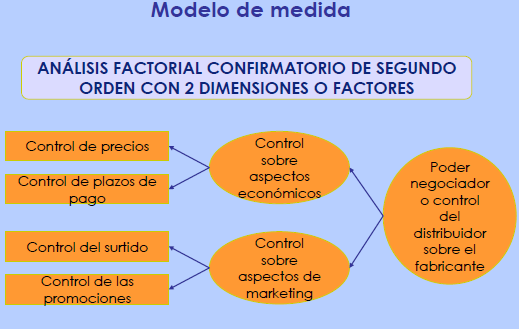 Modelo de medida
ANÁLISIS FACTORIAL CONFIRMATORIO DE SEGUNDO
ORDEN CON 2 DIMENSIONES O FACTORES
Control de precios
Control de plazos de
pago
Control del surtido
Control de las
promociones
Control
sobre
aspectos
económicos
Control
sobre
aspectos de
marketing
Poder
negociador
o control
del
distribuidor
sobre el
fabricante